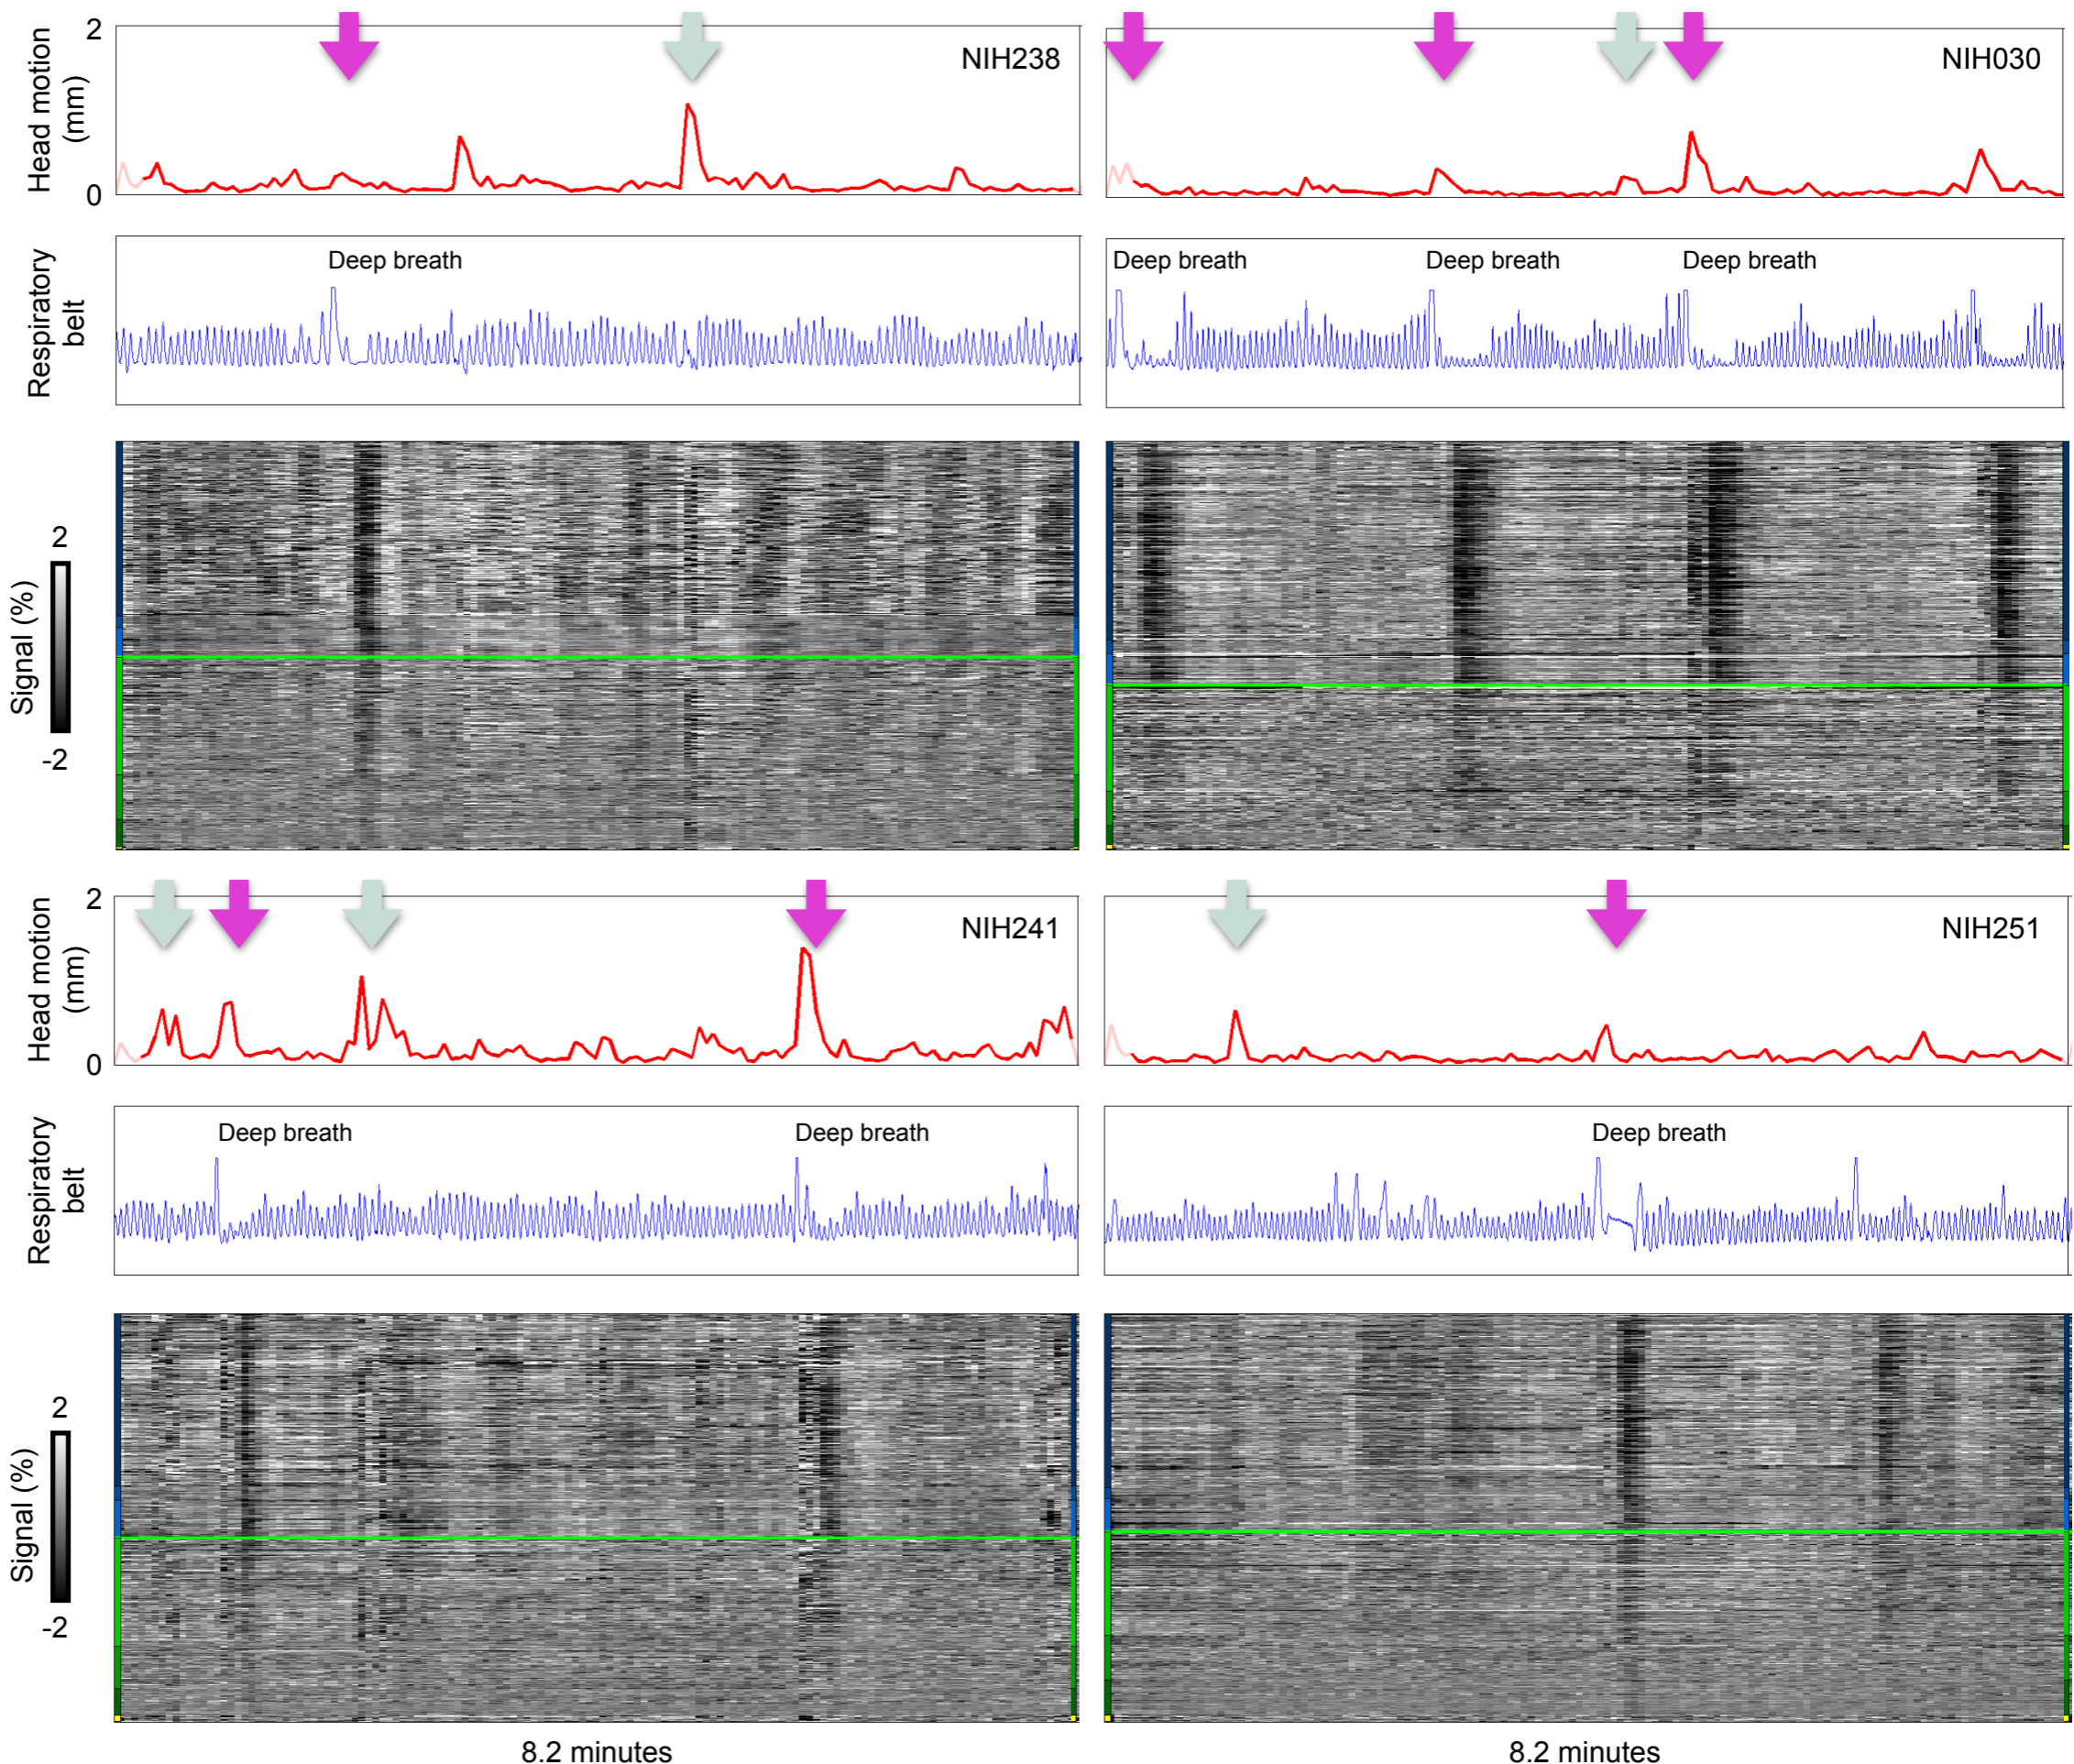 2
0
Head motion
(mm)
NIH238
NIH030
Respiratory
belt
Deep breath
Deep breath
Deep breath
Deep breath
Signal (%)
2
-2
2
0
Head motion
(mm)
NIH241
NIH251
Respiratory
belt
Deep breath
Deep breath
Deep breath
Signal (%)
2
-2
8.2 minutes
8.2 minutes